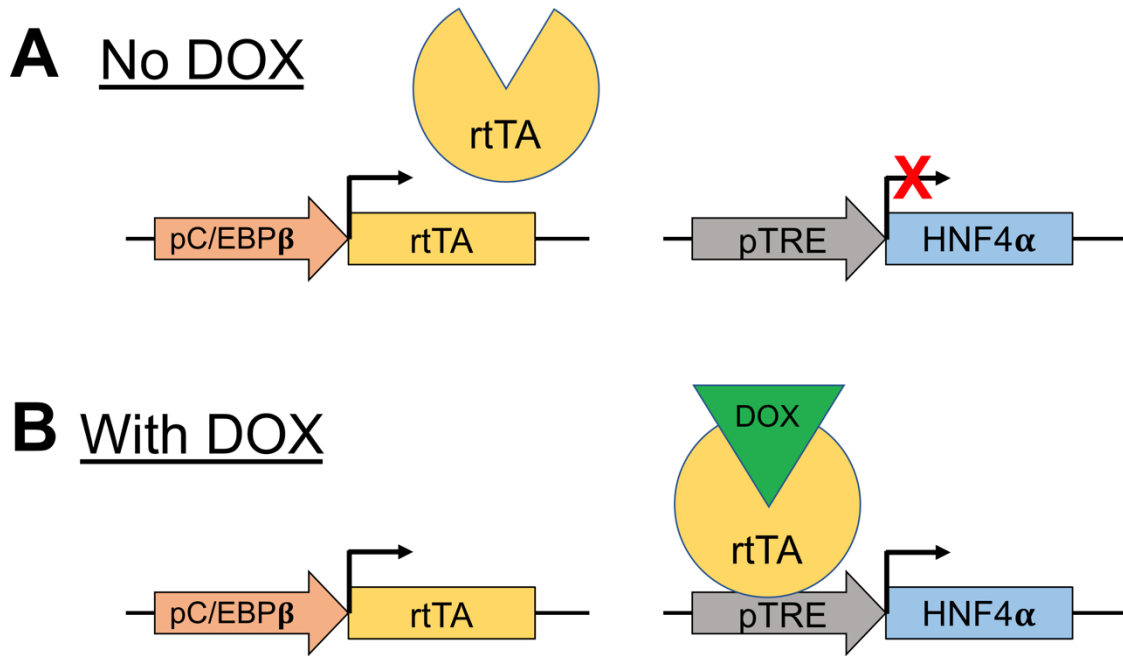 A No DOX
rtTA
pC/EBPβ
rtTA
X
pTRE
HNF4α
B With DOX
DOX
rtTA
pC/EBPβ
rtTA
pTRE
HNF4α